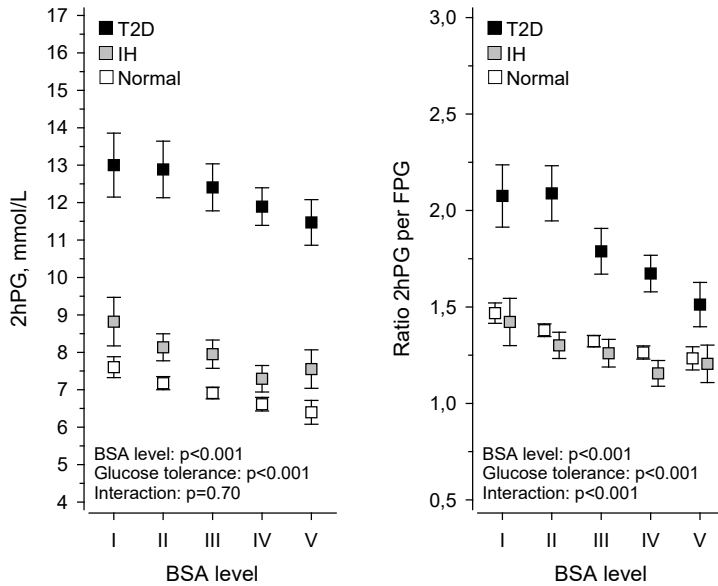 T2D
IH
Normal
17
16
15
14
13
12
11
10
9
8
7
6
5
4
2hPG, mmol/L
BSA level: p<0.001
Glucose tolerance: p<0.001
Interaction: p=0.70
I II III IV V
BSA level
T2D
IH
Normal
3,0
2,5
2,0
1,5
1,0
0,5
Ratio 2hPG per FPG
BSA level: p<0.001
Glucose tolerance: p<0.001
Interaction: p<0.001
I II III IV V
BSA level